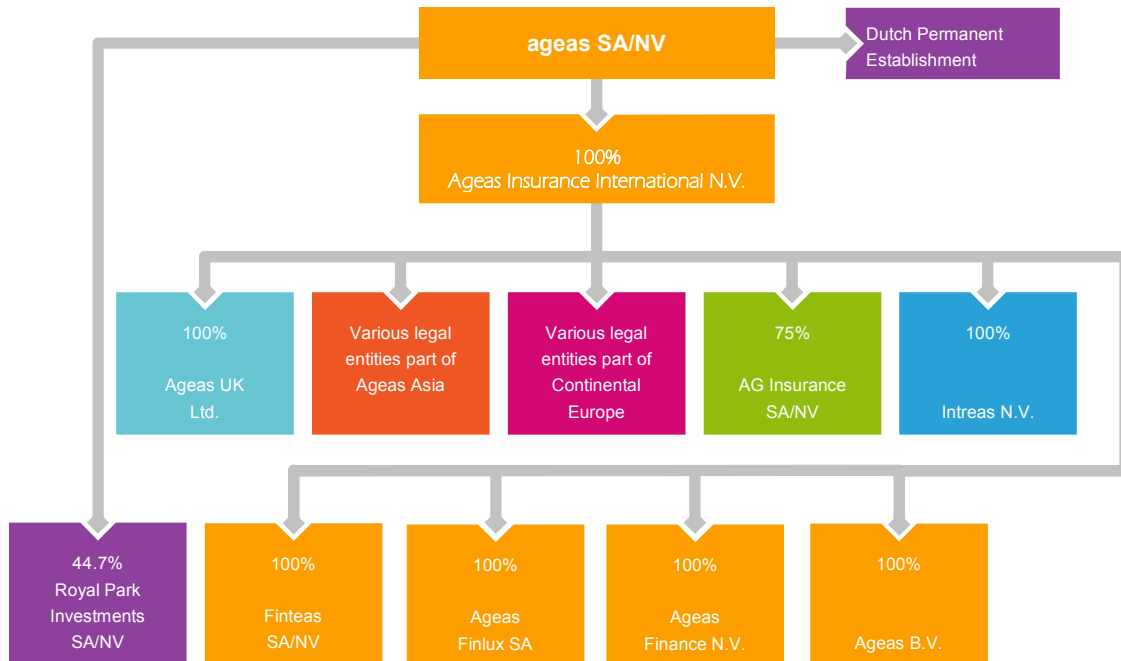 ageas SA/NV
Dutch Permanent
Establishment
100%
Ageas Insurance International N.V.
100%
Ageas UK
Ltd.
Various legal
entities part of
Ageas Asia
Various legal
entities part of
Continental
Europe
75%
AG Insurance
SA/NV
100%
Intreas N.V.
44.7%
Royal Park
Investments
SA/NV
100%
Finteas
SA/NV
100%
Ageas
Finlux SA
100%
Ageas
Finance N.V.
100%
Ageas B.V.